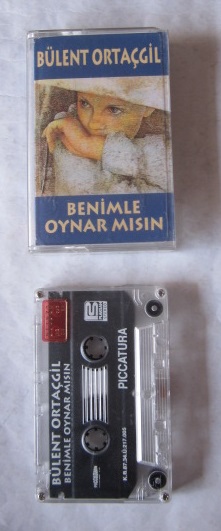 BÜLENT ORTAÇGİL
BENİMLE
OYNAR MISIN
BÜLENT ORTAÇGİL
BENİMLE OYNAR MISIN
PICCATURA